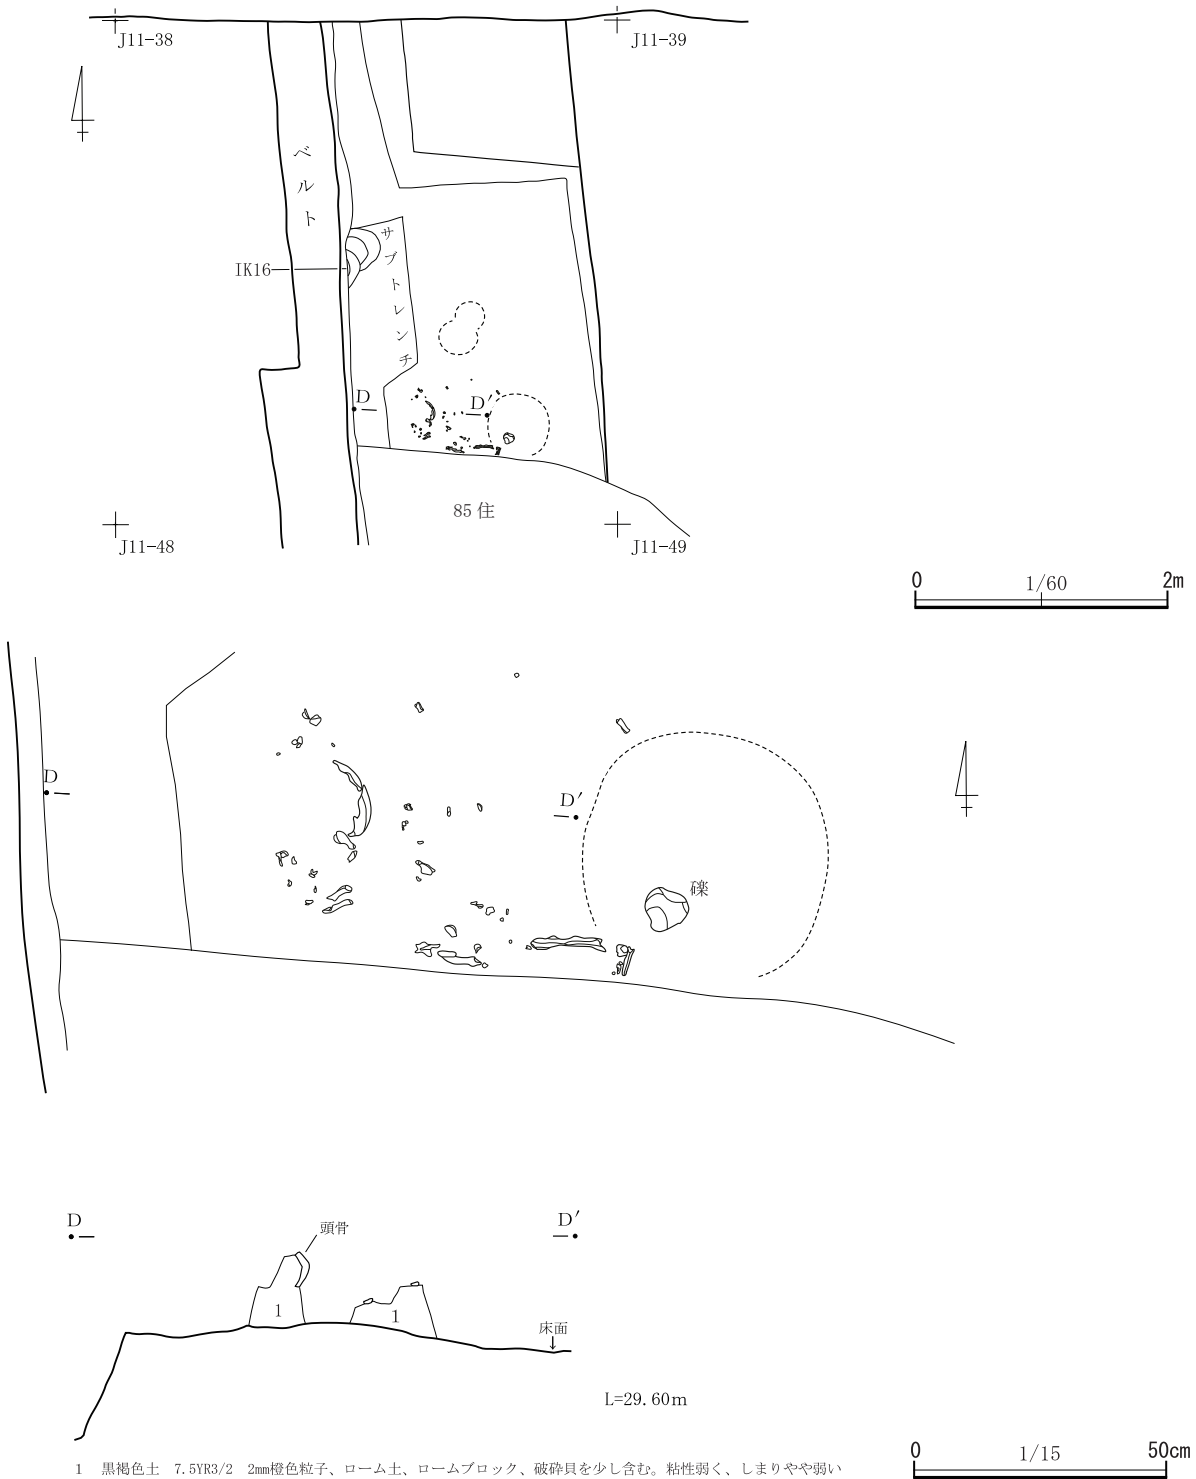 J11-38
J11-39
ベルト
サブトレンチ
IK16
D
D′
85住
J11-48
J11-49
0 1/60 2m
D
D′
礫
D
D′
頭骨
1
1
床面
L=29.60m
0 1/15 50cm
1 黒褐色土 7.5YR3/2 2mm橙色粒子、ローム土、ロームブロック、破砕貝を少し含む。粘性弱く、しまりやや弱い